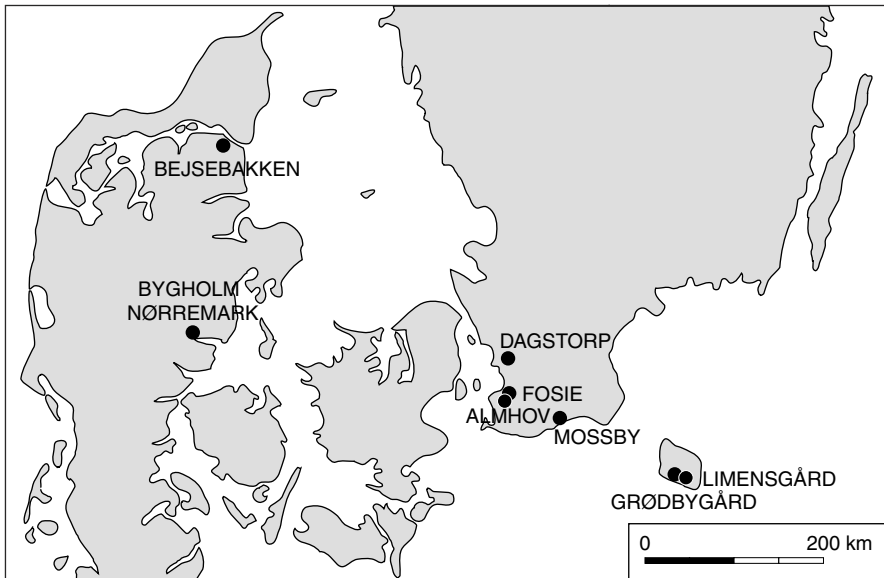 BEJSEBAKKEN
BYGHOLM
NØRREMARK
DAGSTORP
FOSIE
ALMHOV
MOSSBY
LIMENSGÅRD
GRØDBYGÅRD
0 200 km